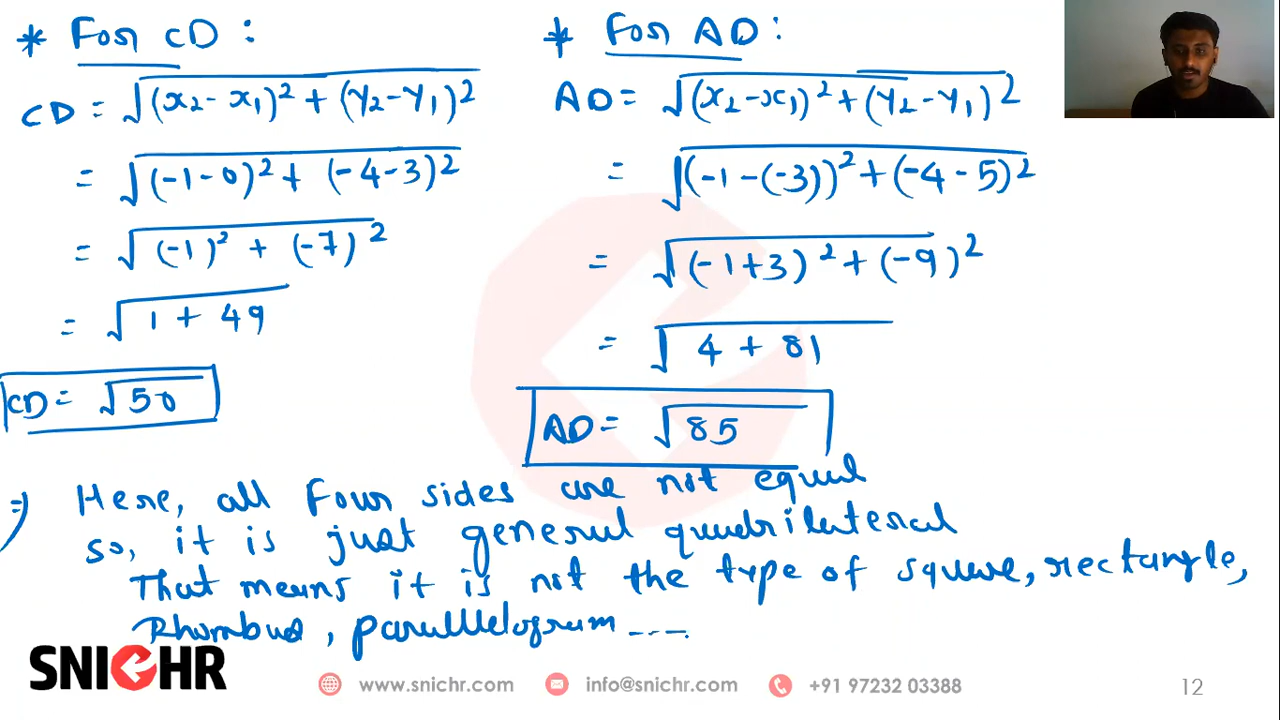 * For CD :
CD = √(x₂-x₁)² + (y₂-y₁)²
= √(-1-0)² + (-4-3)²
= √(-1)² + (-7)²
= √1 + 49
CD = √50
* For AD :
AD = √(x₂-x₁)² + (y₂-y₁)²
= √(-1-(-3))² + (-4-5)²
= √(-1+3)² + (-9)²
= √4 + 81
AD = √85
⇒ Here, all four sides are not equal
so, it is just general quadrilateral
That means it is not the type of square, rectangle,
Rhombus, parallelogram ----
SNICHR
www.snichr.com info@snichr.com +91 97232 03388 12